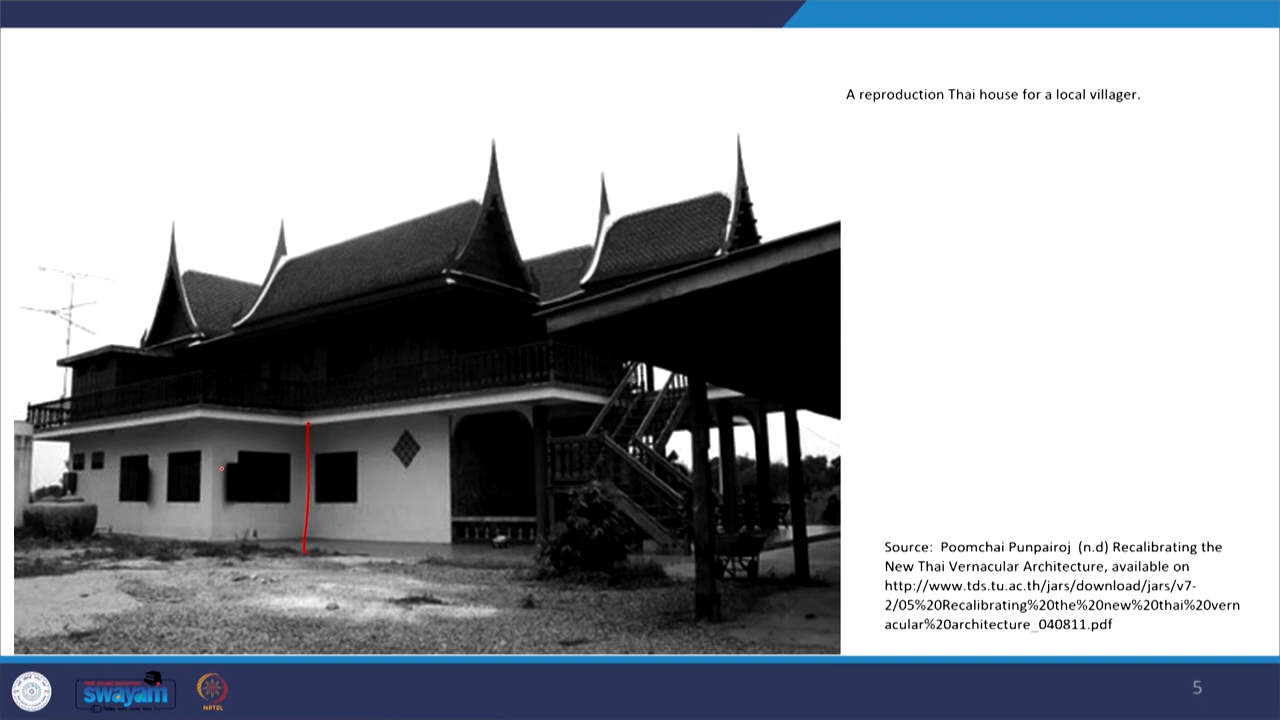 A reproduction Thai house for a local villager.
Source: Poomchai Punpairoj (n.d) Recalibrating the
New Thai Vernacular Architecture, available on
http://www.tds.tu.ac.th/jars/download/jars/v7-
2/05%20Recalibrating%20the%20new%20thai%20vern
acular%20architecture_040811.pdf
swayam
NPTEL
5